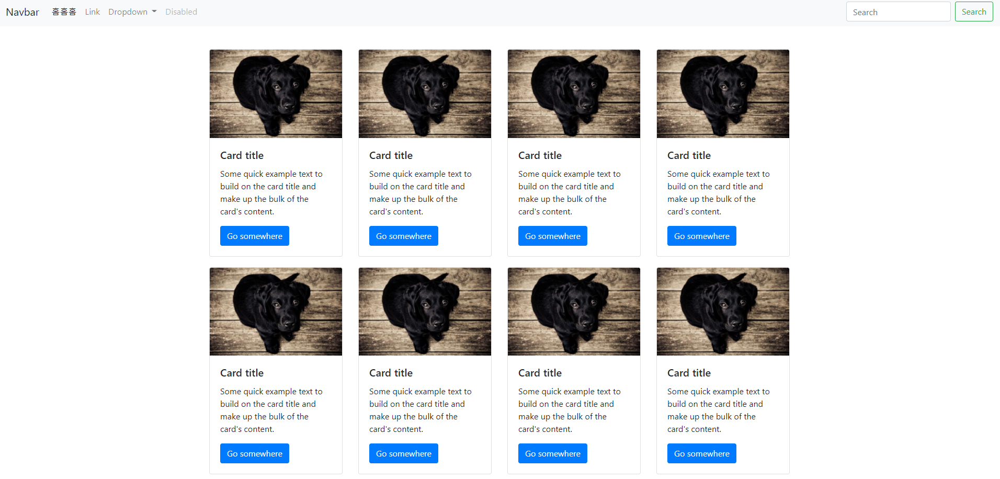 Navbar 홈홈홈 Link Dropdown Disabled Search Search
Card title Card title Card title Card title
Some quick example text to Some quick example text to Some quick example text to Some quick example text to
build on the card title and build on the card title and build on the card title and build on the card title and
make up the bulk of the make up the bulk of the make up the bulk of the make up the bulk of the
card's content. card's content. card's content. card's content.
Go somewhere Go somewhere Go somewhere Go somewhere
Card title Card title Card title Card title
Some quick example text to Some quick example text to Some quick example text to Some quick example text to
build on the card title and build on the card title and build on the card title and build on the card title and
make up the bulk of the make up the bulk of the make up the bulk of the make up the bulk of the
card's content. card's content. card's content. card's content.
Go somewhere Go somewhere Go somewhere Go somewhere